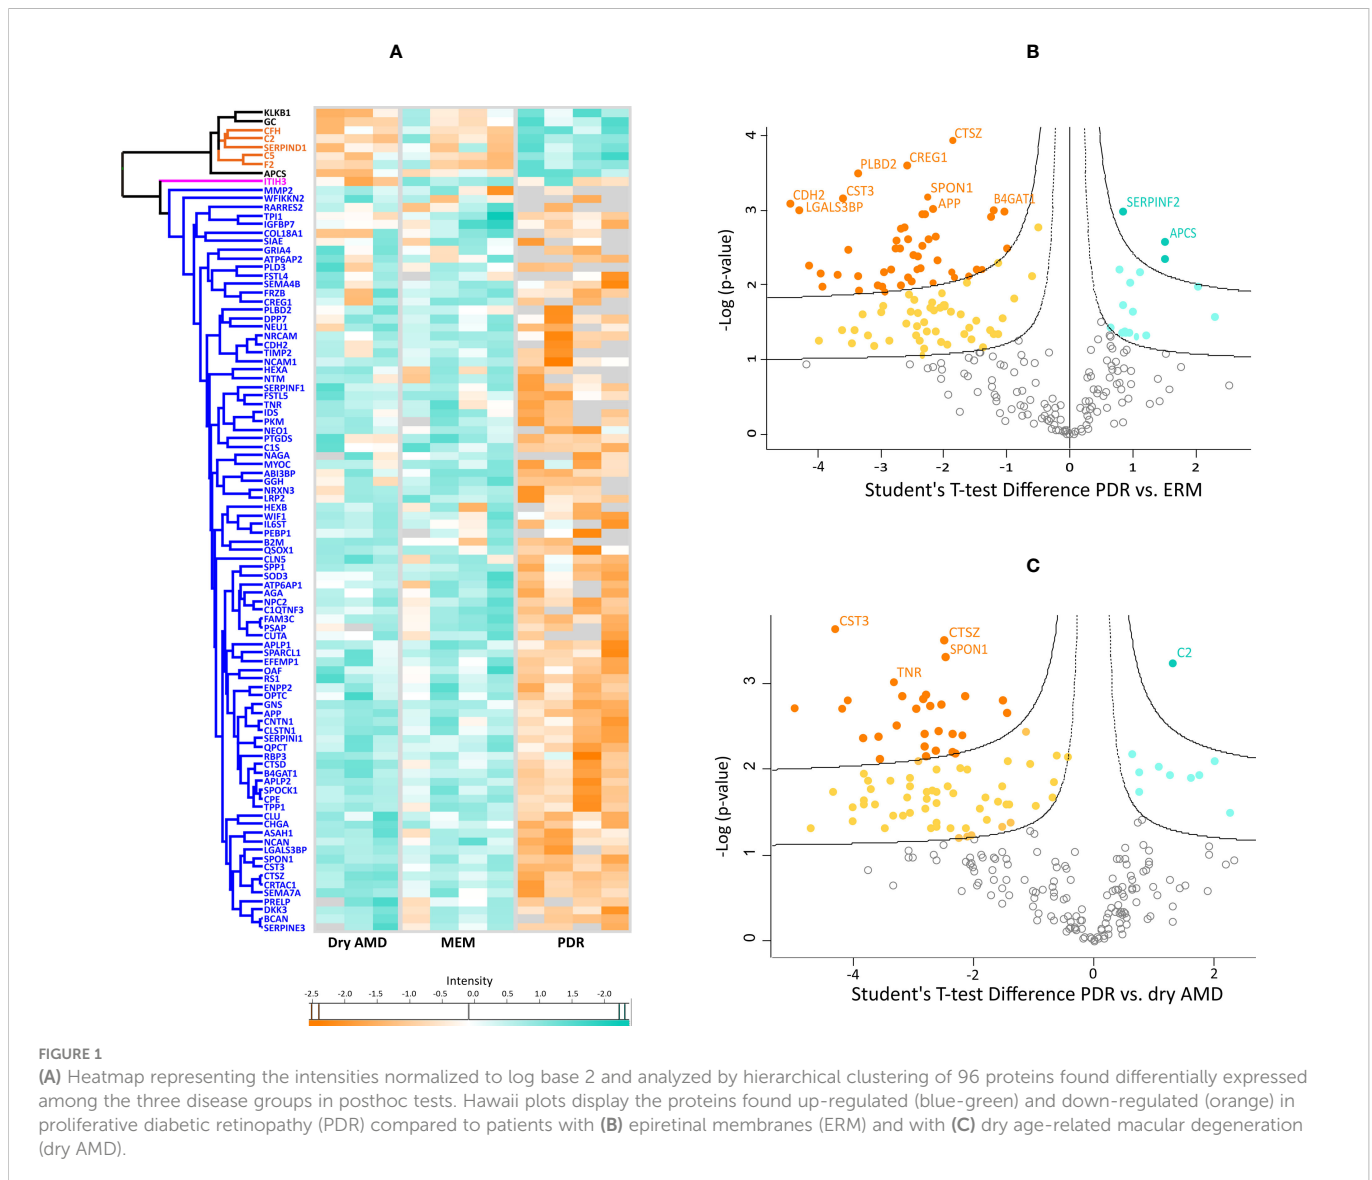 A
KLKB1
GC
CFH
C2
SERPIND1
C5
F2
APCS
ITIH3
MMP2
WFIKKN2
RARRES2
TPI1
IGFBP7
COL18A1
SIAE
GRIA4
ATP6AP2
PLD3
FSTL4
SEMA4B
FRZB
CREG1
PLBD2
DPP7
NEU1
NRCAM
CDH2
TIMP2
NCAM1
HEXA
NTM
SERPINF1
FSTL5
TNR
IDS
PKM
NEO1
PTGDS
C1S
NAGA
MYOC
ABI3BP
GGH
NRXN3
LRP2
HEXB
WIF1
IL6ST
PEBP1
B2M
QSOX1
CLN5
SPP1
SOD3
ATP6AP1
AGA
NPC2
C1QTNF3
FAM3C
PSAP
CUTA
APLP1
SPARCL1
EFEMP1
OAF
RS1
ENPP2
OPTC
GNS
APP
CNTN1
CLSTN1
SERPINI1
QPCT
RBP3
CTSD
B4GAT1
APLP2
SPOCK1
CPE
TPP1
CLU
CHGA
ASAH1
NCAN
LGALS3BP
SPON1
CST3
CTSZ
CRTAC1
SEMA7A
PRELP
DKK3
BCAN
SERPINE3
Dry AMD MEM PDR
Intensity
-2.5 -2.0 -1.5 -1.0 -0.5 0.0 0.5 1.0 1.5 -2.0
B
-Log (p-value)
4
3
2
1
0
CTSZ
CREG1
PLBD2
CST3
CDH2
LGALS3BP
SPON1
APP
B4GAT1
SERPINF2
APCS
-4 -3 -2 -1 0 1 2
Student's T-test Difference PDR vs. ERM
C
-Log (p-value)
3
2
1
0
CST3
CTSZ
SPON1
TNR
C2
-4 -2 0 2
Student's T-test Difference PDR vs. dry AMD
FIGURE 1
(A) Heatmap representing the intensities normalized to log base 2 and analyzed by hierarchical clustering of 96 proteins found differentially expressed
among the three disease groups in posthoc tests. Hawaii plots display the proteins found up-regulated (blue-green) and down-regulated (orange) in
proliferative diabetic retinopathy (PDR) compared to patients with (B) epiretinal membranes (ERM) and with (C) dry age-related macular degeneration
(dry AMD).